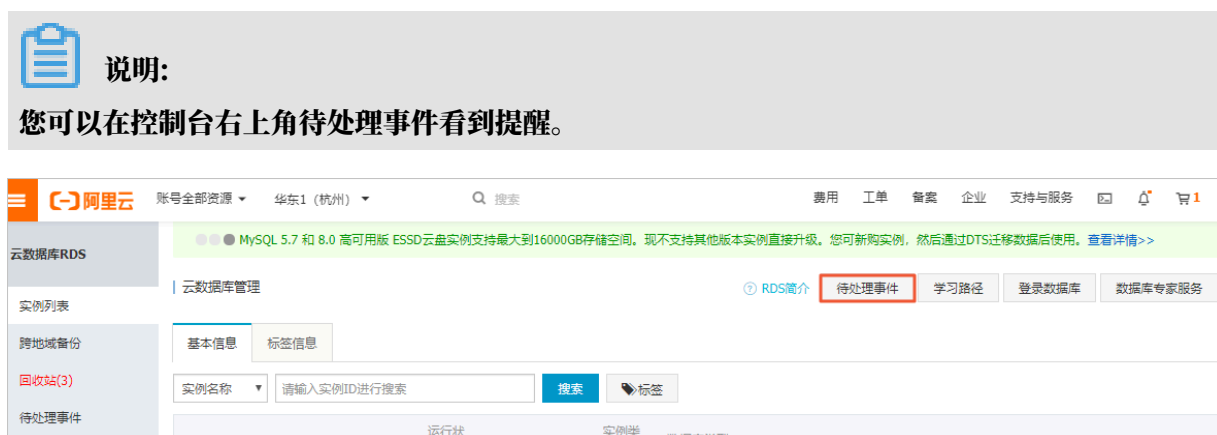 说明:
您可以在控制台右上角待处理事件看到提醒。
阿里云 账号全部资源 华东1（杭州） 搜索 费用 工单 备案 企业 支持与服务 1
云数据库RDS
MySQL 5.7 和 8.0 高可用版 ESSD云盘实例支持最大到16000GB存储空间。现不支持其他版本实例直接升级。您可新购实例，然后通过DTS迁移数据后使用。查看详情>>
云数据库管理 RDS简介 待处理事件 学习路径 登录数据库 数据库专家服务
实例列表
跨地域备份
基本信息 标签信息
回收站(3)
实例名称 请输入实例ID进行搜索 搜索 标签
待处理事件
运行状 实例类